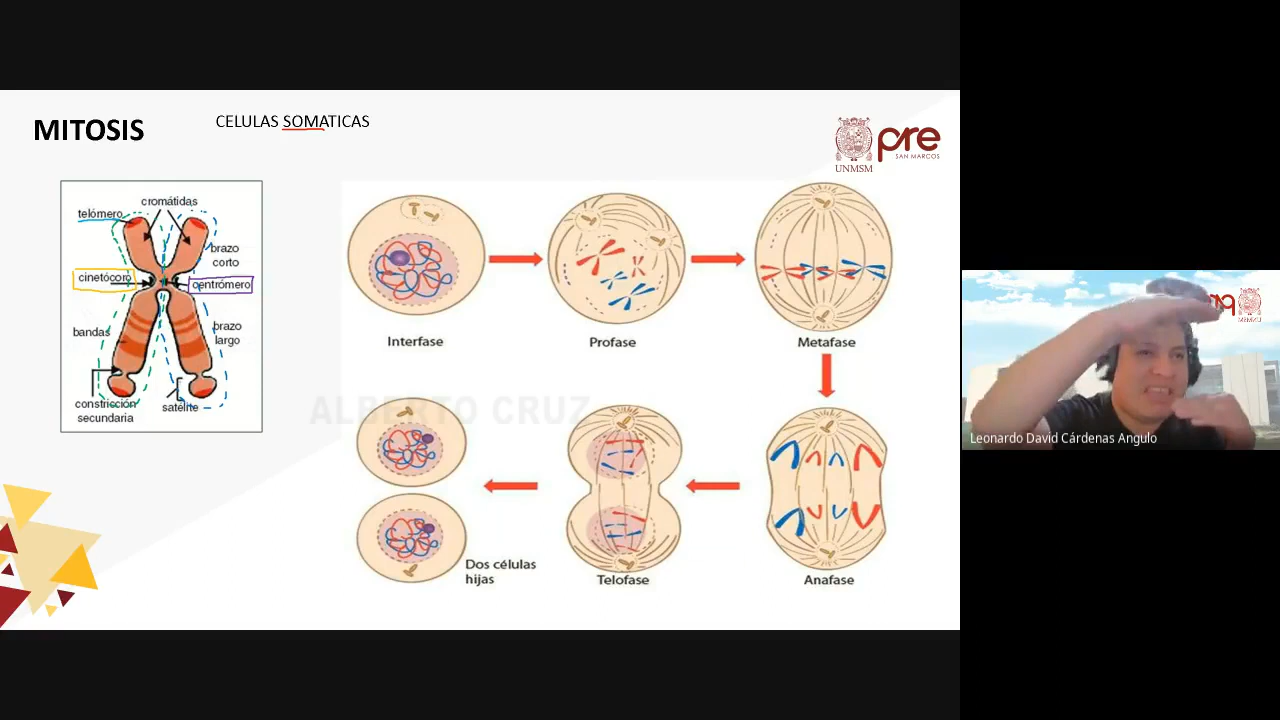 MITOSIS
CELULAS SOMATICAS
UNMSM
pre
SAN MARCOS
cromátidas
telómero
brazo
corto
cinetócoro
centrómero
bandas
brazo
largo
constricción
secundaria
satélite
Interfase
Profase
Metafase
ALBERTO CRUZ
Dos células
hijas
Telofase
Anafase
Leonardo David Cárdenas Angulo